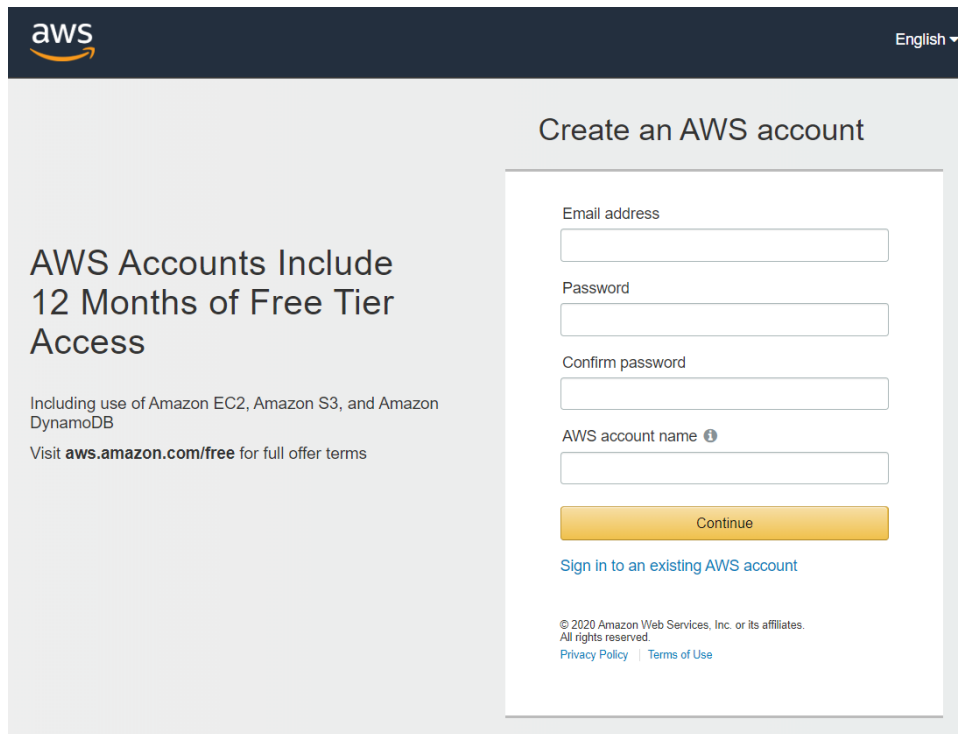 aws
English
Create an AWS account
AWS Accounts Include
12 Months of Free Tier
Access
Including use of Amazon EC2, Amazon S3, and Amazon
DynamoDB
Visit aws.amazon.com/free for full offer terms
Email address
Password
Confirm password
AWS account name
Continue
Sign in to an existing AWS account
© 2020 Amazon Web Services, Inc. or its affiliates.
All rights reserved.
Privacy Policy | Terms of Use